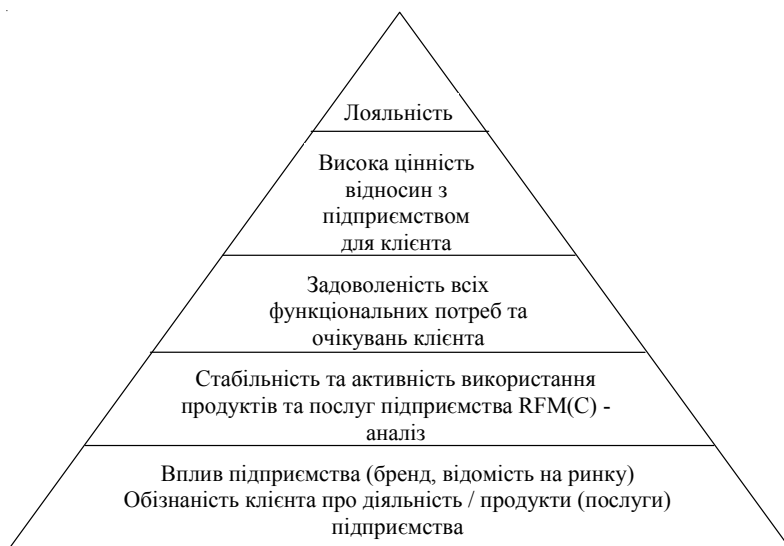 Лояльність
Висока цінність
відносин з
підприємством
для клієнта
Задоволеність всіх
функціональних потреб та
очікувань клієнта
Стабільність та активність використання
продуктів та послуг підприємства RFM(C) -
аналіз
Вплив підприємства (бренд, відомість на ринку)
Обізнаність клієнта про діяльність / продукти (послуги)
підприємства